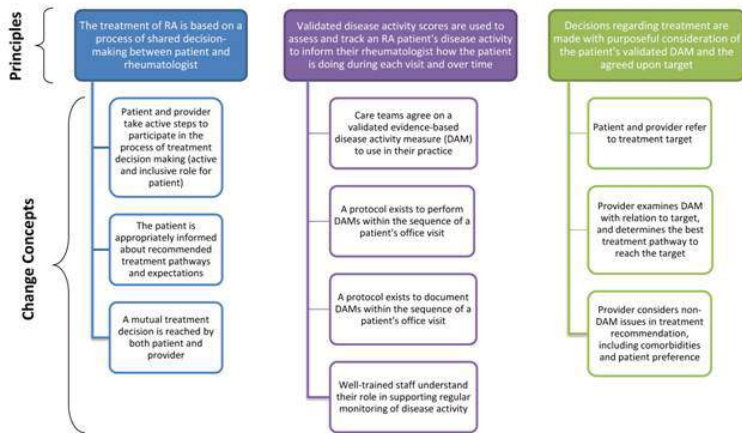 Principles
The treatment of RA is based on a
process of shared decision-
making between patient and
rheumatologist
Validated disease activity scores are used to
assess and track an RA patient's disease activity
to inform their rheumatologist how the patient
is doing during each visit and over time
Decisions regarding treatment are
made with purposeful consideration of
the patient's validated DAM and the
agreed upon target
Change Concepts
Patient and provider
take active steps to
participate in the
process of treatment
decision making (active
and inclusive role for
patient)
The patient is
appropriately informed
about recommended
treatment pathways
and expectations
A mutual treatment
decision is reached by
both patient and
provider
Care teams agree on a
validated evidence-based
disease activity measure (DAM)
to use in their practice
A protocol exists to perform
DAMs within the sequence of a
patient's office visit
A protocol exists to document
DAMs within the sequence of a
patient's office visit
Well-trained staff understand
their role in supporting regular
monitoring of disease activity
Patient and provider refer
to treatment target
Provider examines DAM
with relation to target,
and determines the best
treatment pathway to
reach the target
Provider considers non-
DAM issues in treatment
recommendation,
including comorbidities
and patient preference